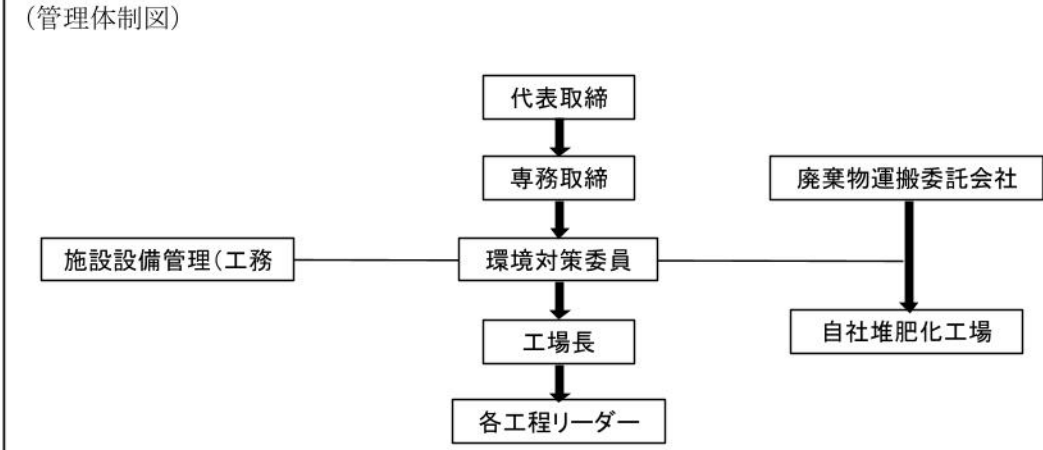 （管理体制図）
代表取締
専務取締
廃棄物運搬委託会社
施設設備管理（工務
環境対策委員
自社堆肥化工場
工場長
各工程リーダー